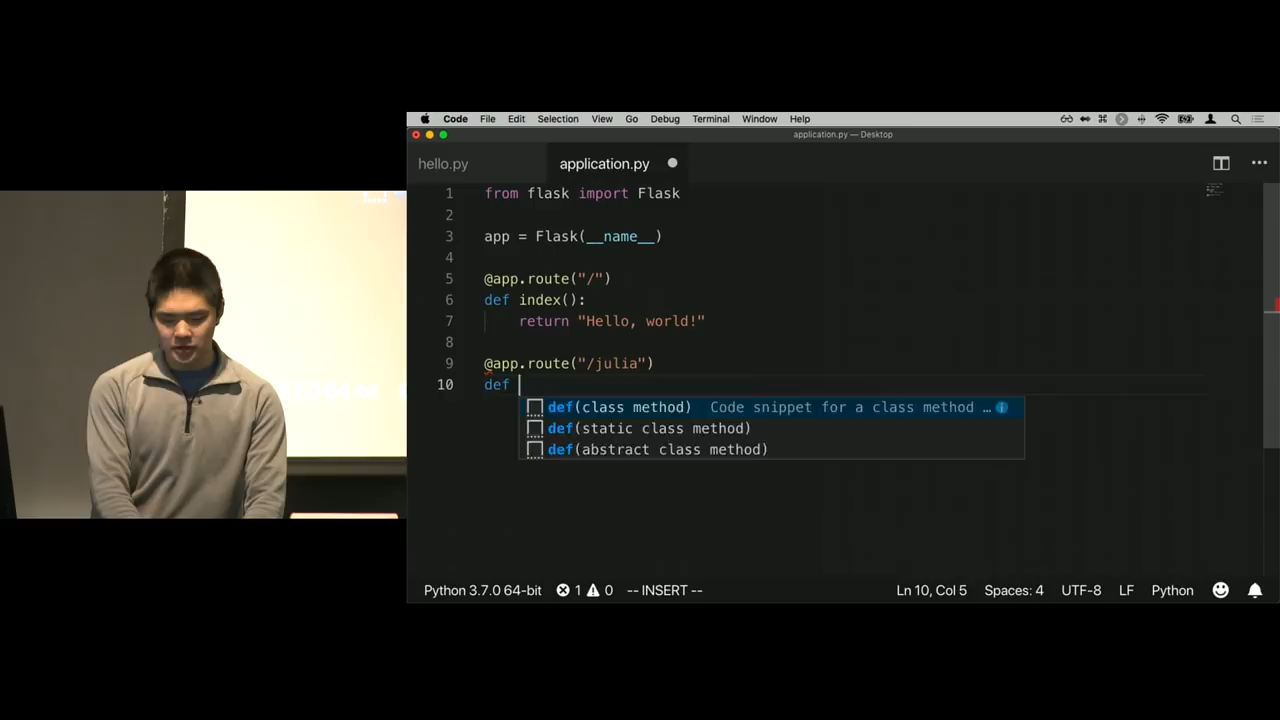 Code File Edit Selection View Go Debug Terminal Window Help
application.py — Desktop
hello.py application.py
1 from flask import Flask
2
3 app = Flask(__name__)
4
5 @app.route("/")
6 def index():
7 return "Hello, world!"
8
9 @app.route("/julia")
10 def
def(class method) Code snippet for a class method …
def(static class method)
def(abstract class method)
Python 3.7.0 64-bit 1 0 -- INSERT -- Ln 10, Col 5 Spaces: 4 UTF-8 LF Python